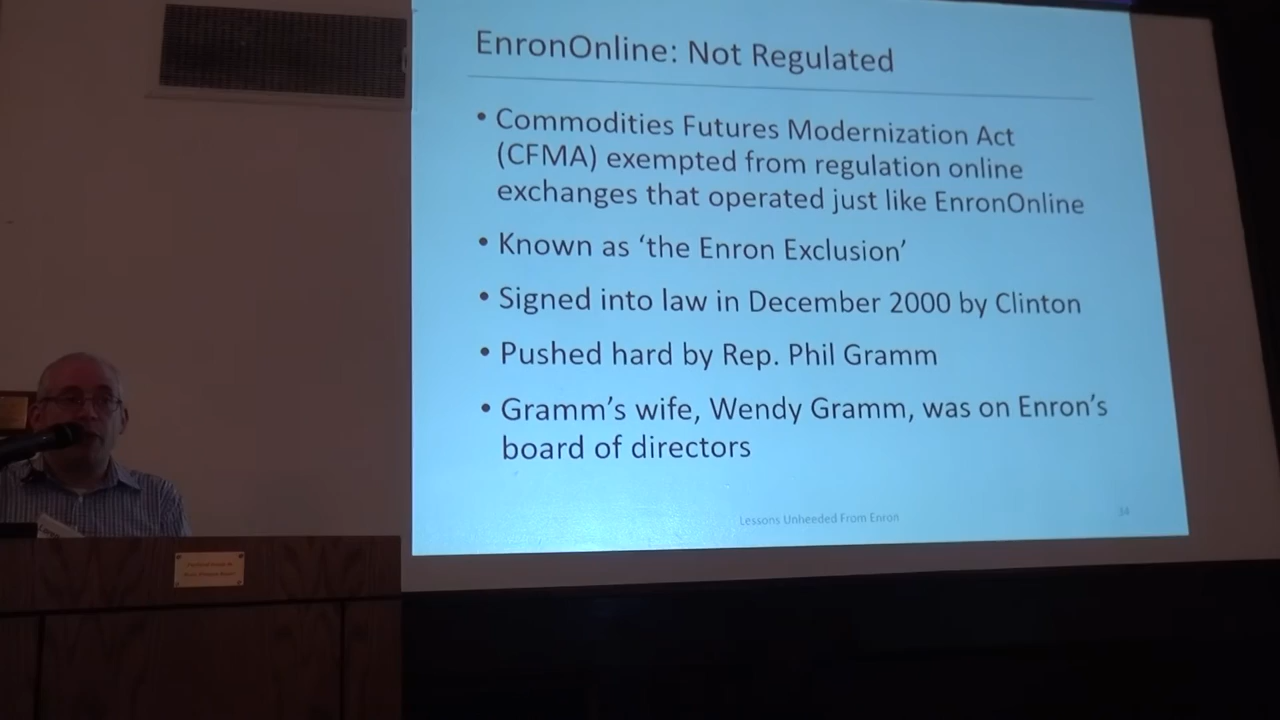 EnronOnline: Not Regulated
• Commodities Futures Modernization Act
(CFMA) exempted from regulation online
exchanges that operated just like EnronOnline
• Known as ‘the Enron Exclusion’
• Signed into law in December 2000 by Clinton
• Pushed hard by Rep. Phil Gramm
• Gramm’s wife, Wendy Gramm, was on Enron’s
board of directors
Lessons Unheeded From Enron